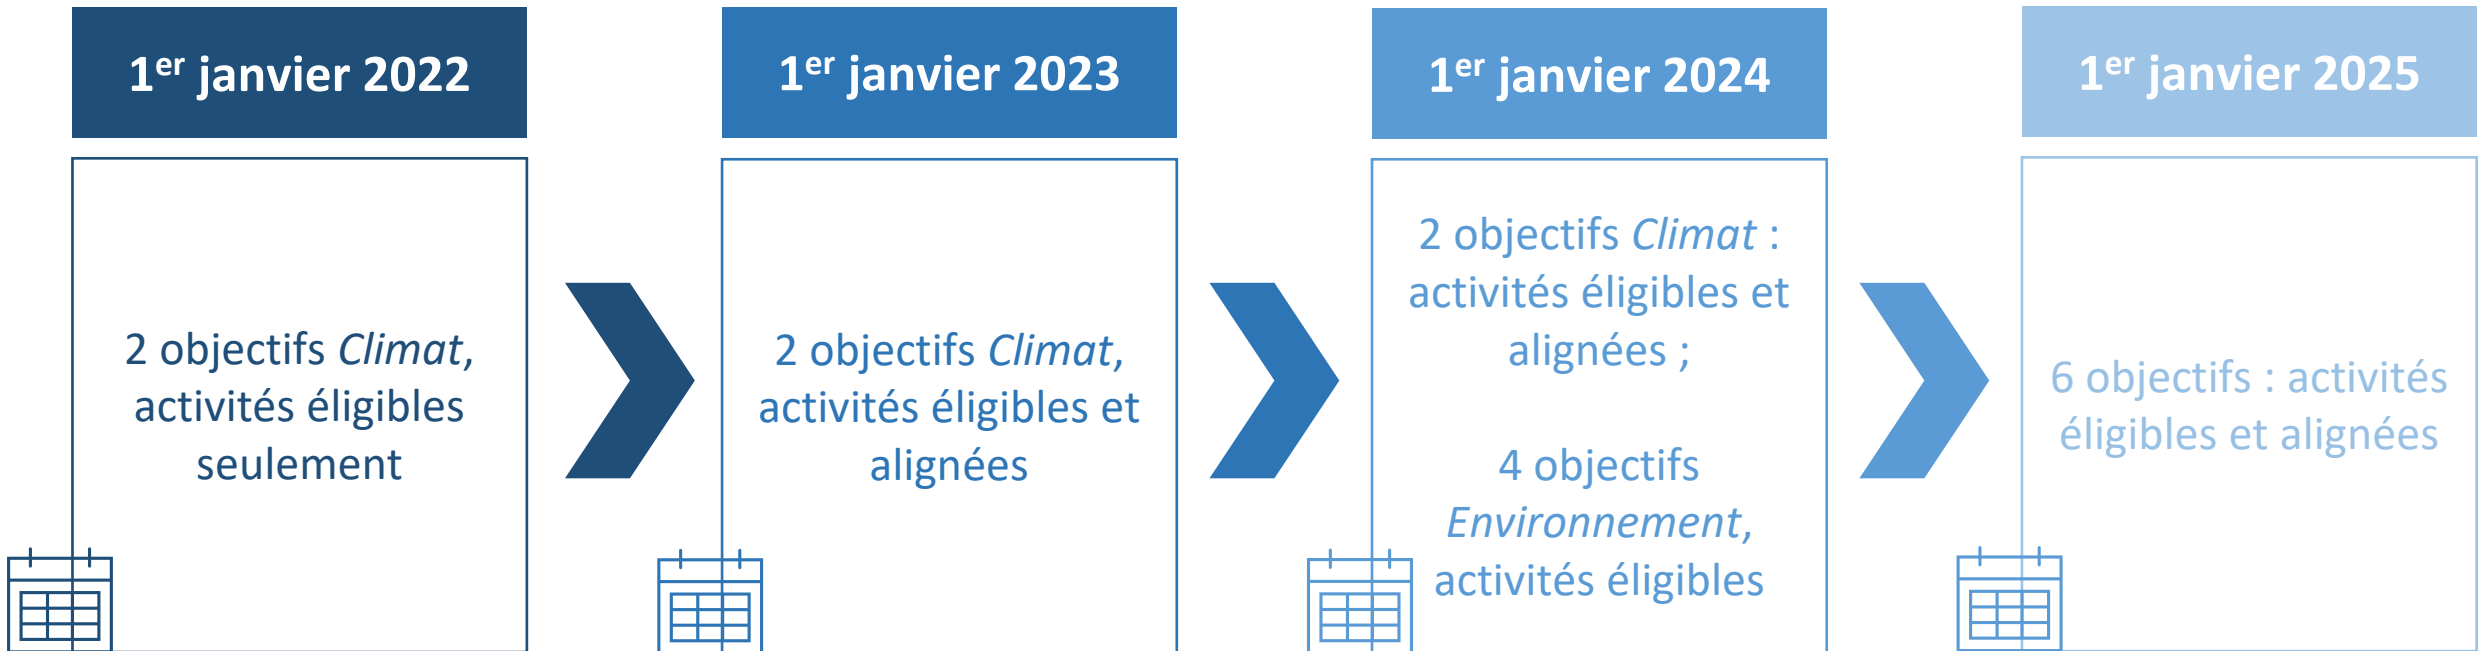 1er janvier 2022
2 objectifs Climat,
activités éligibles
seulement
1er janvier 2023
2 objectifs Climat,
activités éligibles et
alignées
1er janvier 2024
2 objectifs Climat :
activités éligibles et
alignées ;
4 objectifs
Environnement,
activités éligibles
1er janvier 2025
6 objectifs : activités
éligibles et alignées